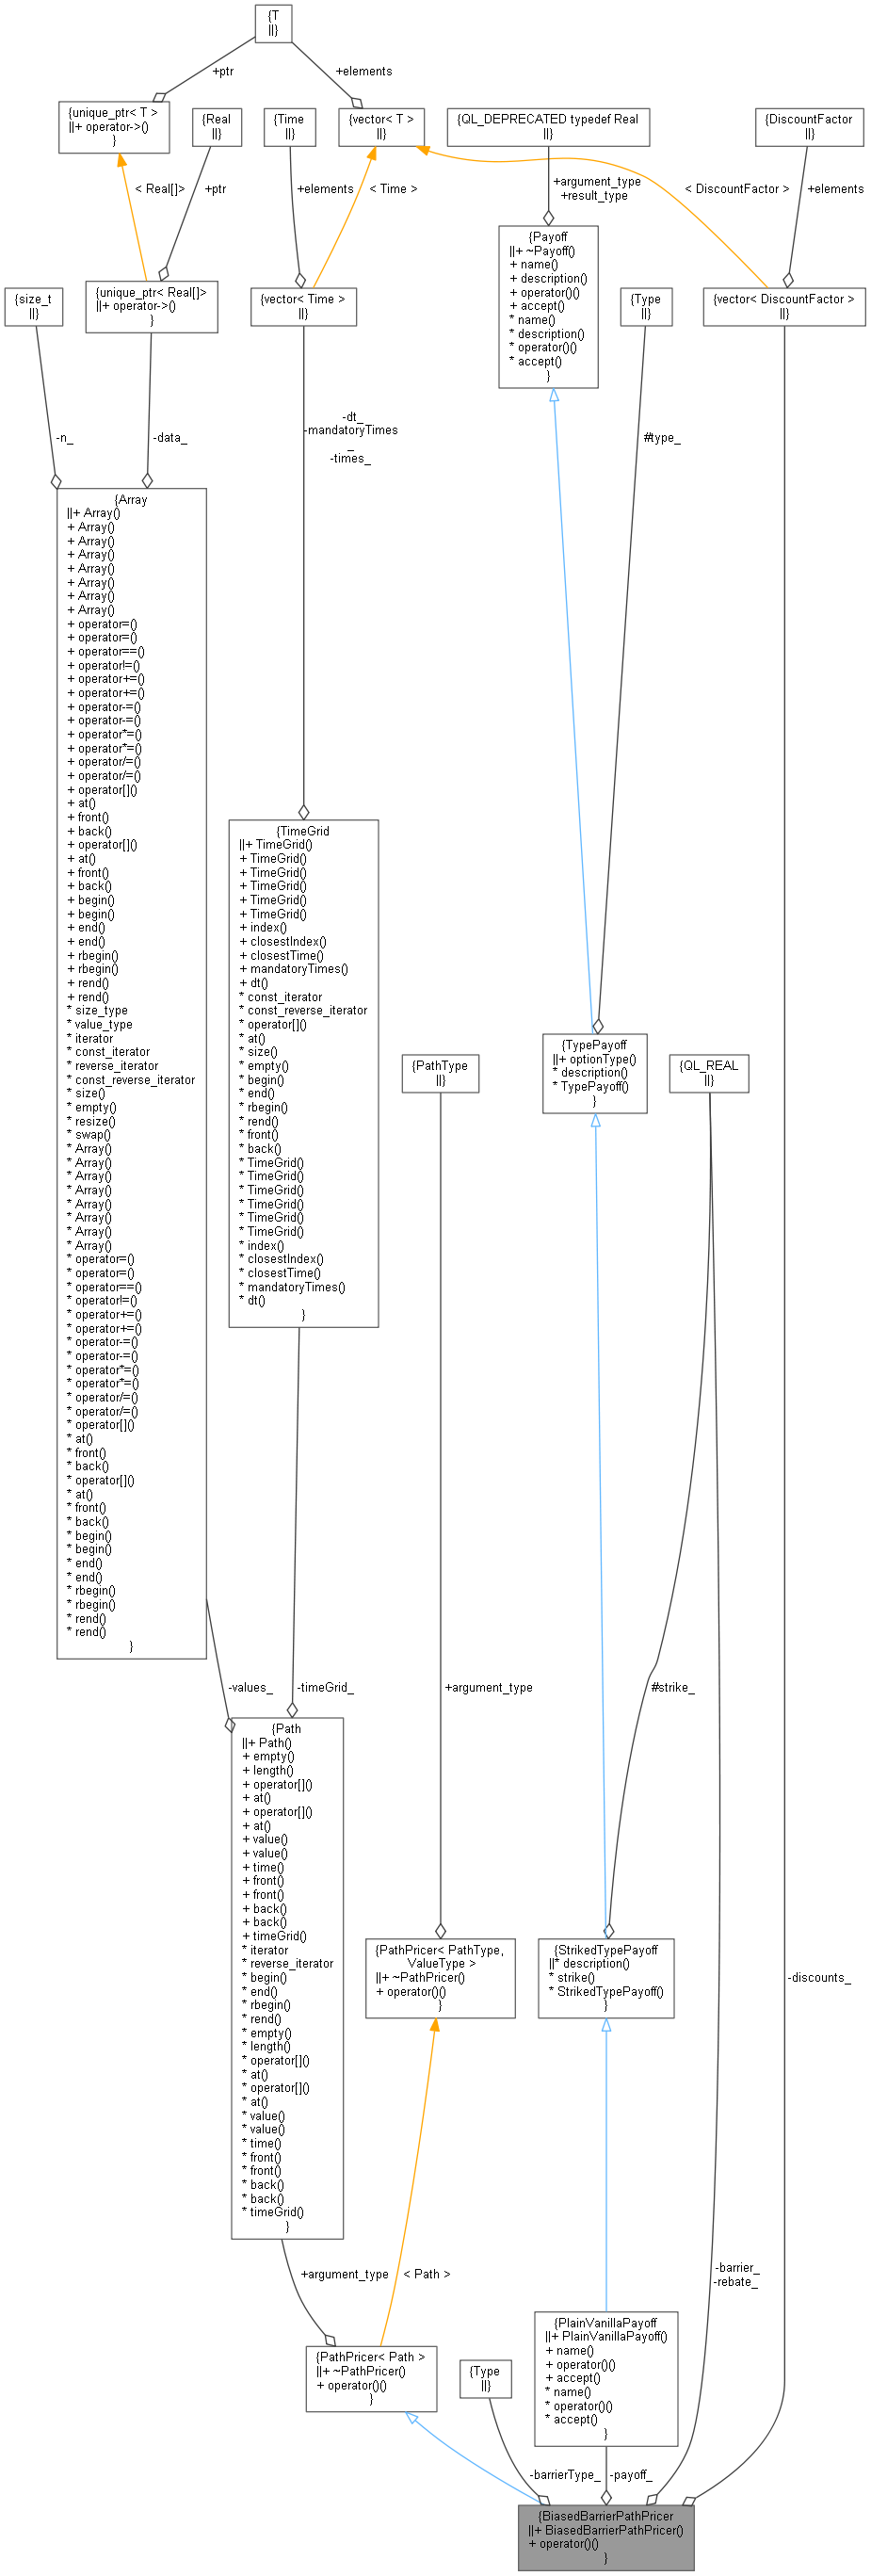 {T
||}
+ptr
+elements
{unique_ptr< T >
||+ operator->()
}
{Real
||}
{Time
||}
{vector< T >
||}
{QL_DEPRECATED typedef Real
||}
{DiscountFactor
||}
< Real[]>
+ptr
+elements
< Time >
+argument_type
+result_type
< DiscountFactor >
+elements
{Payoff
||+ ~Payoff()
+ name()
+ description()
+ operator()()
+ accept()
* name()
* description()
* operator()()
* accept()
}
{size_t
||}
{unique_ptr< Real[]>
||+ operator->()
}
{vector< Time >
||}
{Type
||}
{vector< DiscountFactor >
||}
-n_
-data_
-dt_
-mandatoryTimes
_
-times_
#type_
{Array
||+ Array()
+ Array()
+ Array()
+ Array()
+ Array()
+ Array()
+ Array()
+ Array()
+ operator=()
+ operator=()
+ operator==()
+ operator!=()
+ operator+=()
+ operator+=()
+ operator-=()
+ operator-=()
+ operator*=()
+ operator*=()
+ operator/=()
+ operator/=()
+ operator[]()
+ at()
+ front()
+ back()
+ operator[]()
+ at()
+ front()
+ back()
+ begin()
+ begin()
+ end()
+ end()
+ rbegin()
+ rbegin()
+ rend()
+ rend()
* size_type
* value_type
* iterator
* const_iterator
* reverse_iterator
* const_reverse_iterator
* size()
* empty()
* resize()
* swap()
* Array()
* Array()
* Array()
* Array()
* Array()
* Array()
* Array()
* Array()
* operator=()
* operator=()
* operator==()
* operator!=()
* operator+=()
* operator+=()
* operator-=()
* operator-=()
* operator*=()
* operator*=()
* operator/=()
* operator/=()
* operator[]()
* at()
* front()
* back()
* operator[]()
* at()
* front()
* back()
* begin()
* begin()
* end()
* end()
* rbegin()
* rbegin()
* rend()
* rend()
}
{TimeGrid
||+ TimeGrid()
+ TimeGrid()
+ TimeGrid()
+ TimeGrid()
+ TimeGrid()
+ TimeGrid()
+ index()
+ closestIndex()
+ closestTime()
+ mandatoryTimes()
+ dt()
* const_iterator
* const_reverse_iterator
* operator[]()
* at()
* size()
* empty()
* begin()
* end()
* rbegin()
* rend()
* front()
* back()
* TimeGrid()
* TimeGrid()
* TimeGrid()
* TimeGrid()
* TimeGrid()
* TimeGrid()
* index()
* closestIndex()
* closestTime()
* mandatoryTimes()
* dt()
}
{PathType
||}
{TypePayoff
||+ optionType()
* description()
* TypePayoff()
}
{QL_REAL
||}
-values_
-timeGrid_
+argument_type
#strike_
{Path
||+ Path()
+ empty()
+ length()
+ operator[]()
+ at()
+ operator[]()
+ at()
+ value()
+ value()
+ time()
+ front()
+ front()
+ back()
+ back()
+ timeGrid()
* iterator
* reverse_iterator
* begin()
* end()
* rbegin()
* rend()
* empty()
* length()
* operator[]()
* at()
* operator[]()
* at()
* value()
* value()
* time()
* front()
* front()
* back()
* back()
* timeGrid()
}
{PathPricer< PathType,
ValueType >
||+ ~PathPricer()
+ operator()()
}
{StrikedTypePayoff
||* description()
* strike()
* StrikedTypePayoff()
}
-discounts_
+argument_type
< Path >
-barrier_
-rebate_
{PathPricer< Path >
||+ ~PathPricer()
+ operator()()
}
{Type
||}
{PlainVanillaPayoff
||+ PlainVanillaPayoff()
+ name()
+ operator()()
+ accept()
* name()
* operator()()
* accept()
}
-barrierType_
-payoff_
{BiasedBarrierPathPricer
||+ BiasedBarrierPathPricer()
+ operator()()
}